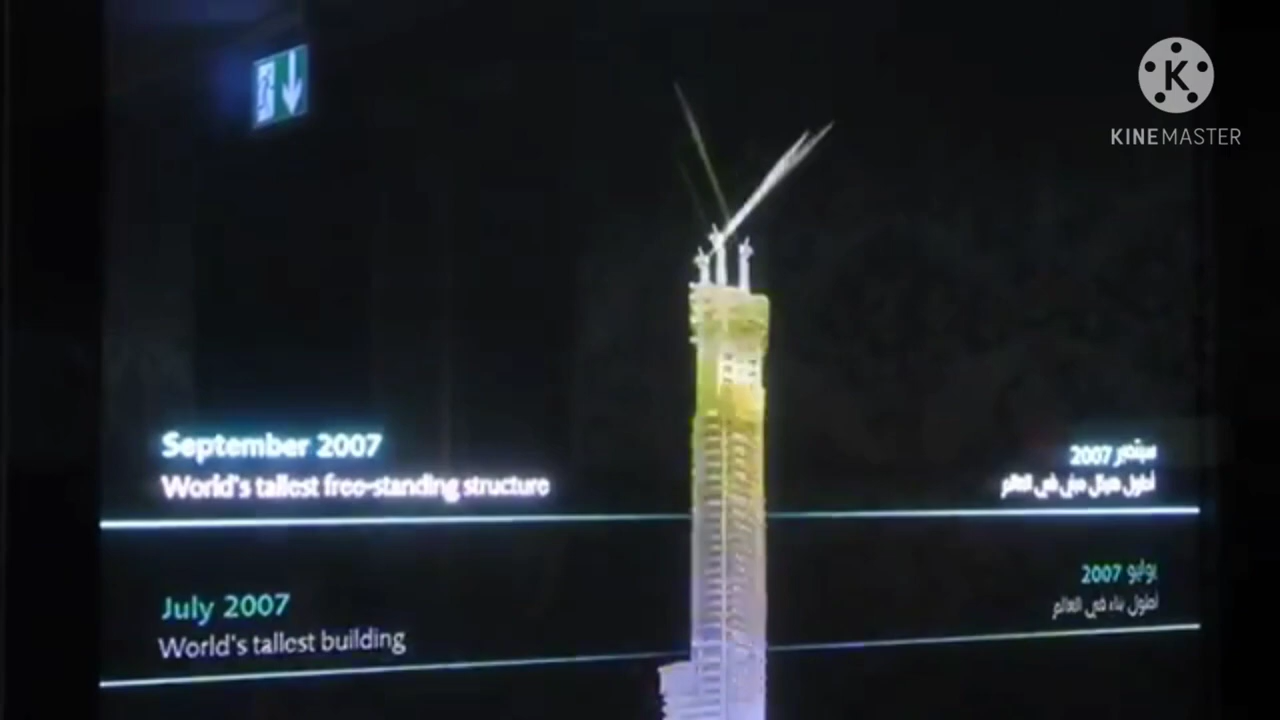 K
KINEMASTER
September 2007
World's tallest free-standing structure
سبتمبر 2007
أطول هيكل مبني في العالم
July 2007
World's tallest building
يوليو 2007
أطول بناء في العالم